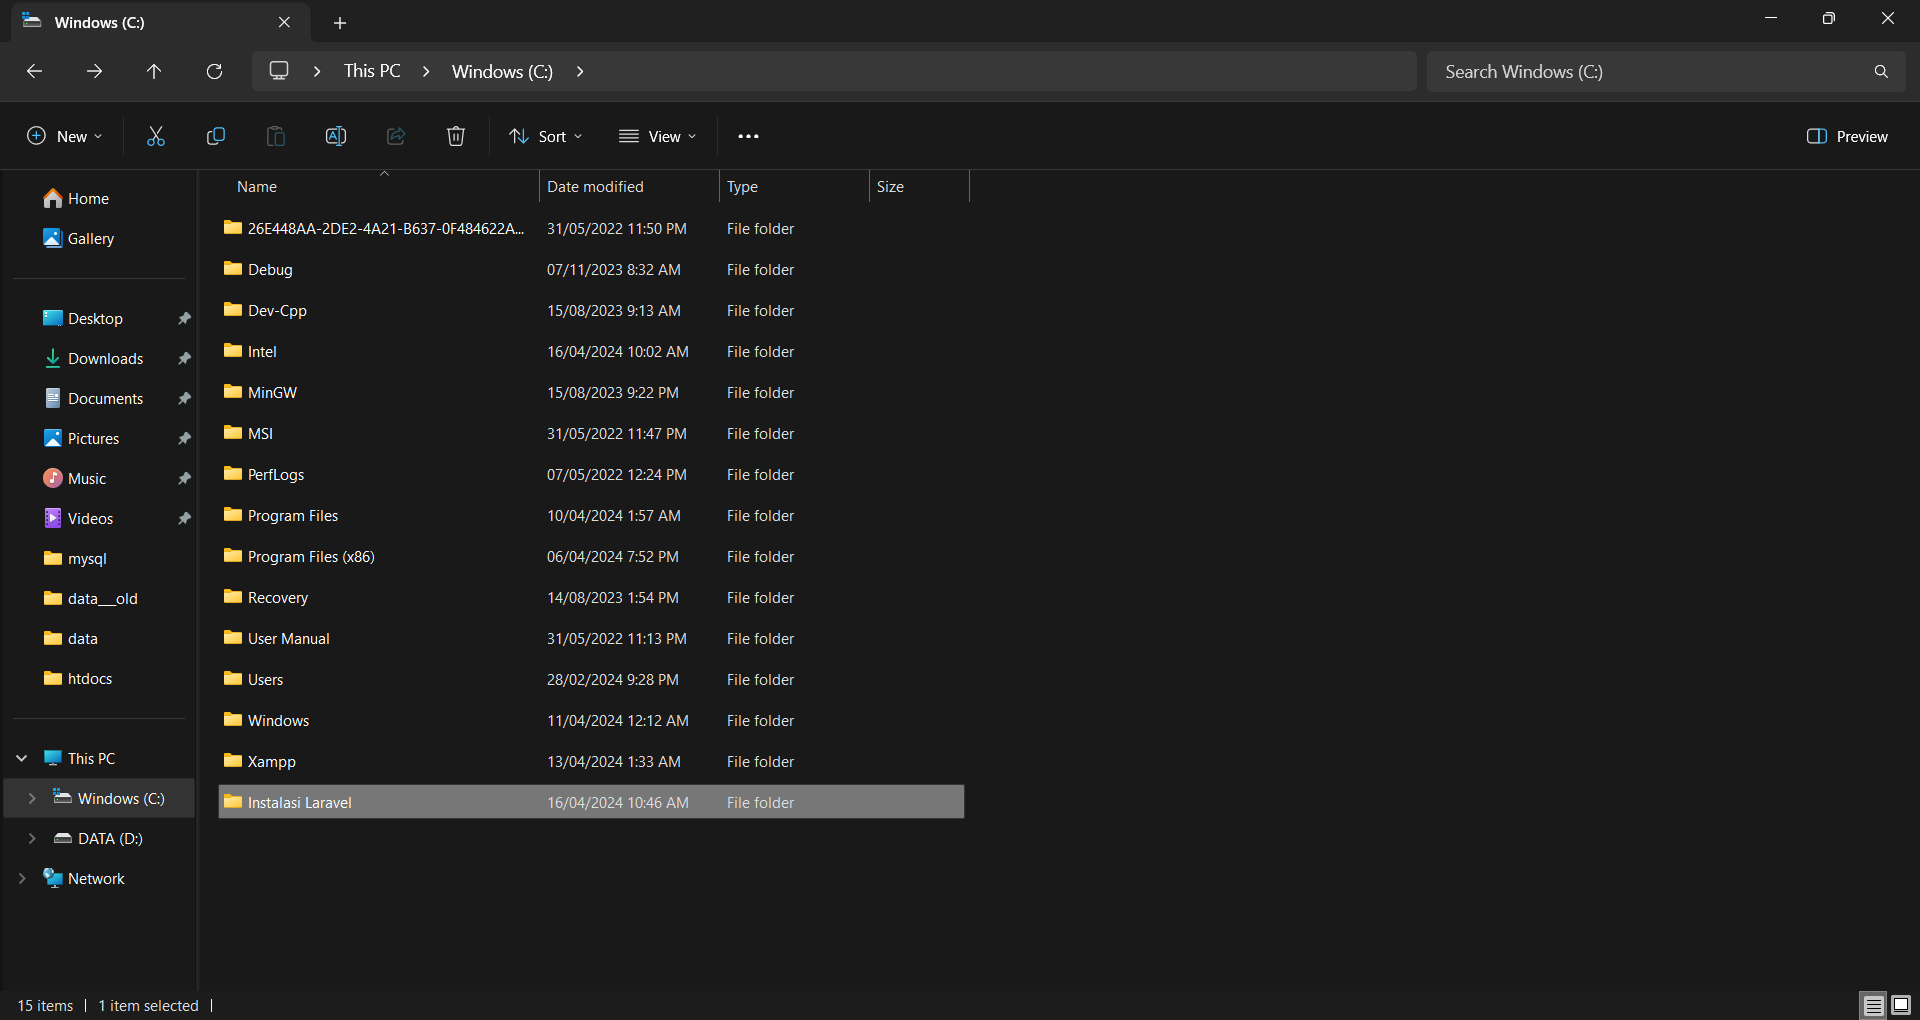 Windows (C:)
This PC > Windows (C:) >
Search Windows (C:)
New
Sort
View
Preview
Home
Gallery
Desktop
Downloads
Documents
Pictures
Music
Videos
mysql
data__old
data
htdocs
This PC
Windows (C:)
DATA (D:)
Network
Name Date modified Type Size
26E448AA-2DE2-4A21-B637-0F484622A... 31/05/2022 11:50 PM File folder
Debug 07/11/2023 8:32 AM File folder
Dev-Cpp 15/08/2023 9:13 AM File folder
Intel 16/04/2024 10:02 AM File folder
MinGW 15/08/2023 9:22 PM File folder
MSI 31/05/2022 11:47 PM File folder
PerfLogs 07/05/2022 12:24 PM File folder
Program Files 10/04/2024 1:57 AM File folder
Program Files (x86) 06/04/2024 7:52 PM File folder
Recovery 14/08/2023 1:54 PM File folder
User Manual 31/05/2022 11:13 PM File folder
Users 28/02/2024 9:28 PM File folder
Windows 11/04/2024 12:12 AM File folder
Xampp 13/04/2024 1:33 AM File folder
Instalasi Laravel 16/04/2024 10:46 AM File folder
15 items | 1 item selected |